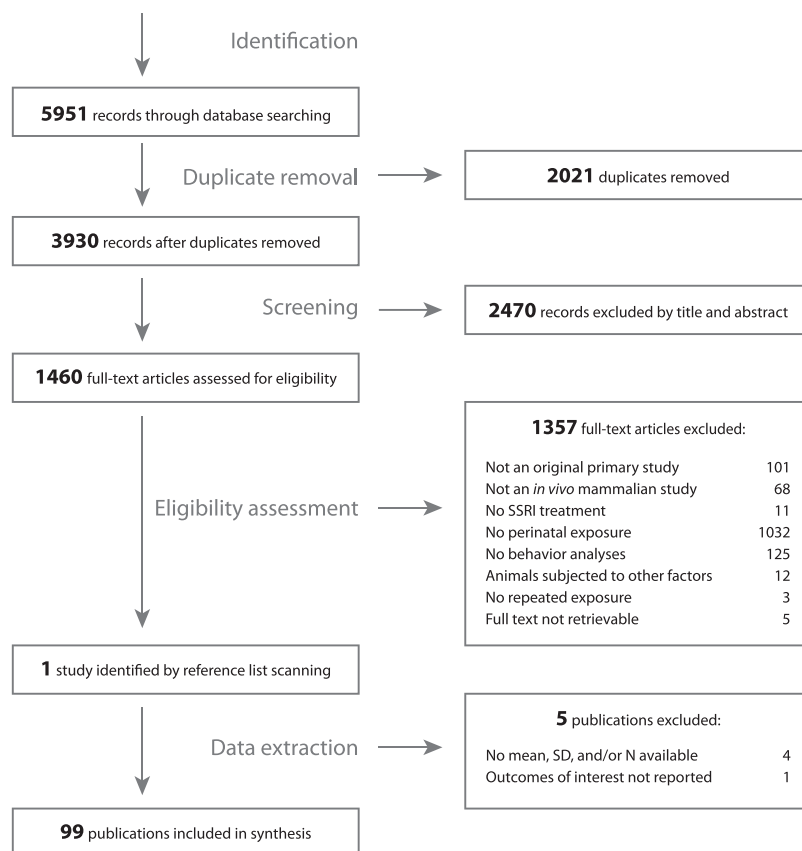 Identification
5951 records through database searching
Duplicate removal
2021 duplicates removed
3930 records after duplicates removed
Screening
2470 records excluded by title and abstract
1460 full-text articles assessed for eligibility
Eligibility assessment
1357 full-text articles excluded:
Not an original primary study 101
Not an in vivo mammalian study 68
No SSRI treatment 11
No perinatal exposure 1032
No behavior analyses 125
Animals subjected to other factors 12
No repeated exposure 3
Full text not retrievable 5
1 study identified by reference list scanning
Data extraction
5 publications excluded:
No mean, SD, and/or N available 4
Outcomes of interest not reported 1
99 publications included in synthesis